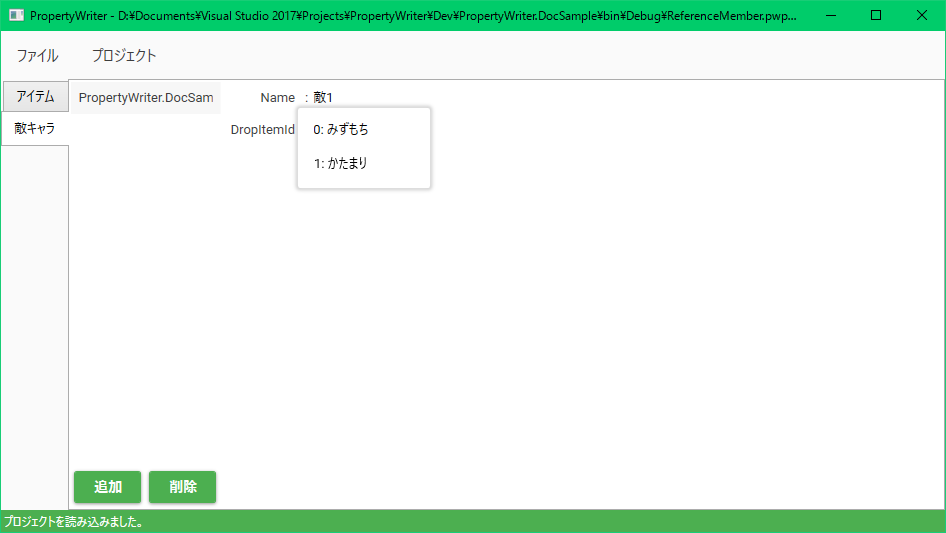 PropertyWriter - D:¥Documents¥Visual Studio 2017¥Projects¥PropertyWriter¥Dev¥PropertyWriter.DocSample¥bin¥Debug¥ReferenceMember.pwp...
ファイル プロジェクト
アイテム
敵キャラ
PropertyWriter.DocSam
Name : 敵1
DropItemId
0: みずもち
1: かたまり
追加 削除
プロジェクトを読み込みました。